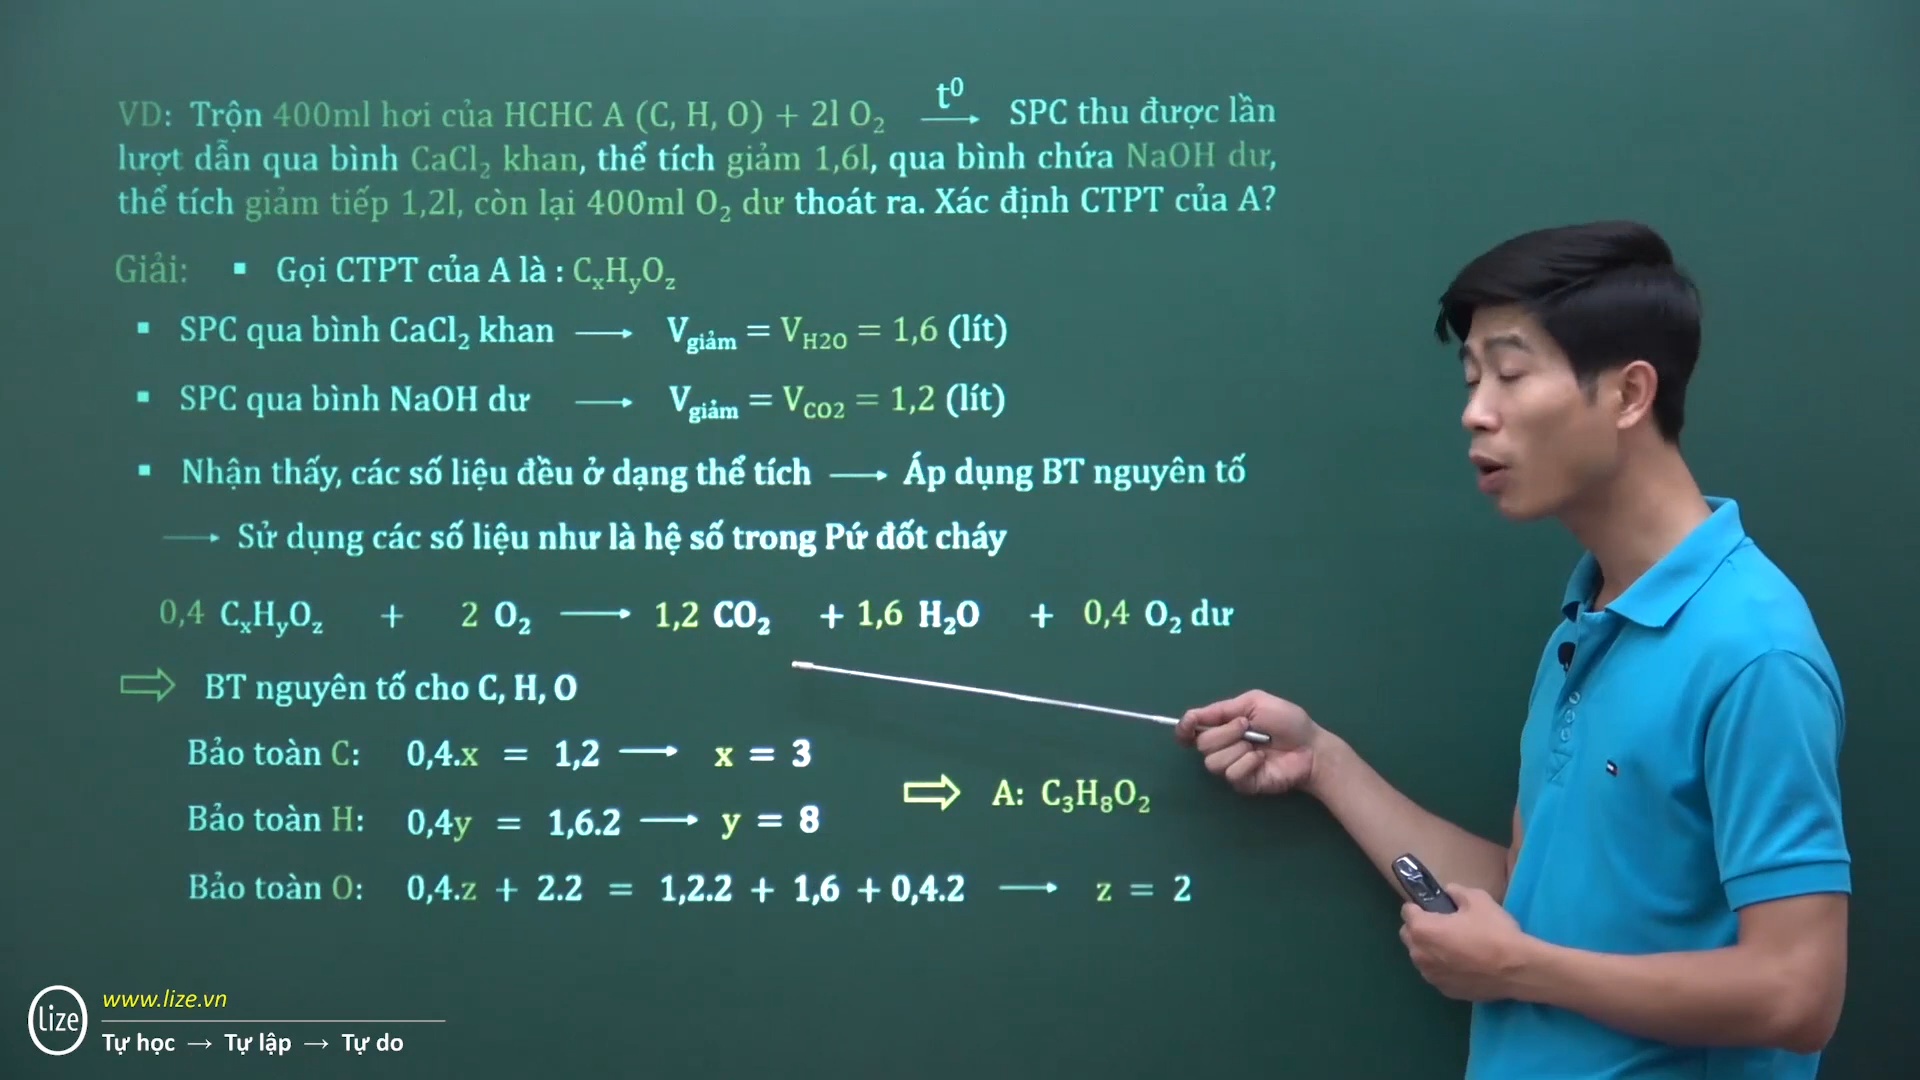 VD: Trộn 400ml hơi của HCHC A (C, H, O) + 2l O₂ —t⁰→ SPC thu được lần
lượt dẫn qua bình CaCl₂ khan, thể tích giảm 1,6l, qua bình chứa NaOH dư,
thể tích giảm tiếp 1,2l, còn lại 400ml O₂ dư thoát ra. Xác định CTPT của A?
Giải: ▪ Gọi CTPT của A là : CₓHᵧO_z
▪ SPC qua bình CaCl₂ khan → V_giảm = V_H2O = 1,6 (lít)
▪ SPC qua bình NaOH dư → V_giảm = V_CO2 = 1,2 (lít)
▪ Nhận thấy, các số liệu đều ở dạng thể tích → Áp dụng BT nguyên tố
→ Sử dụng các số liệu như là hệ số trong Pứ đốt cháy
0,4 CₓHᵧO_z + 2 O₂ → 1,2 CO₂ + 1,6 H₂O + 0,4 O₂ dư
⇒ BT nguyên tố cho C, H, O
Bảo toàn C: 0,4.x = 1,2 → x = 3
Bảo toàn H: 0,4y = 1,6.2 → y = 8
⇒ A: C₃H₈O₂
Bảo toàn O: 0,4.z + 2.2 = 1,2.2 + 1,6 + 0,4.2 → z = 2
lize
www.lize.vn
Tự học → Tự lập → Tự do